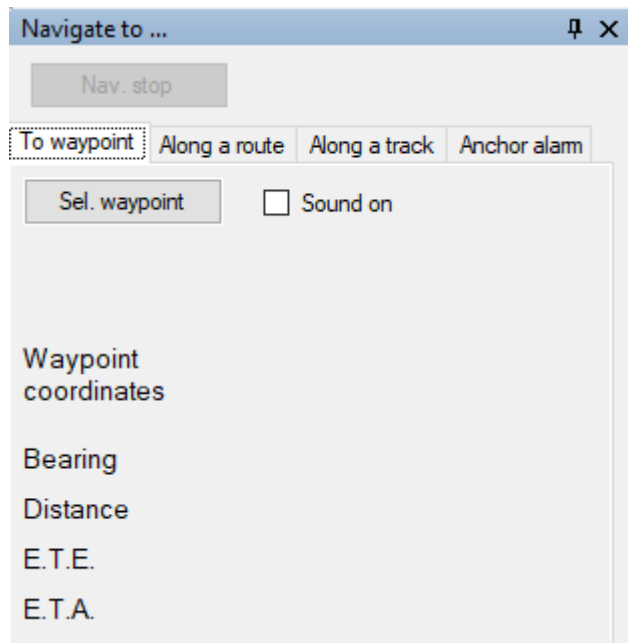 Navigate to ...
Nav. stop
To waypoint Along a route Along a track Anchor alarm
Sel. waypoint Sound on
Waypoint
coordinates
Bearing
Distance
E.T.E.
E.T.A.